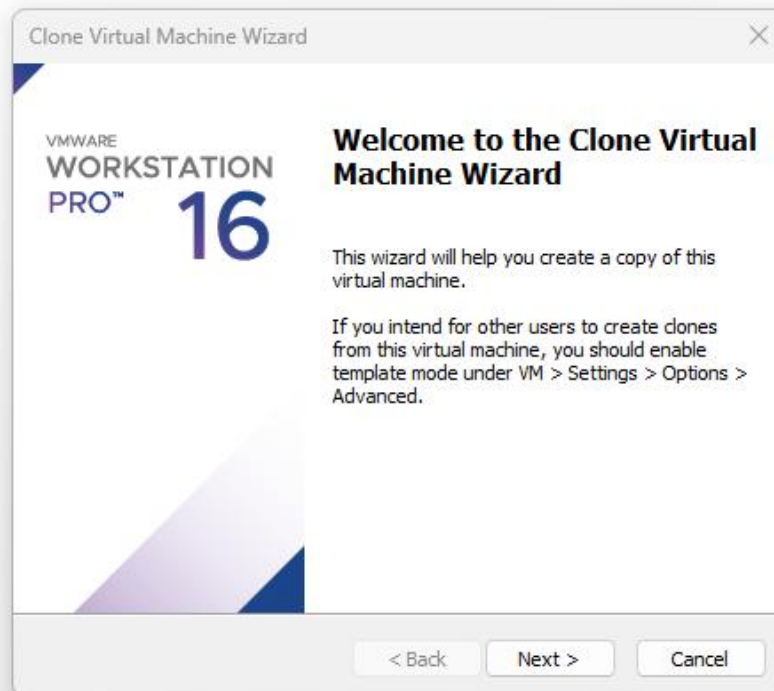 Clone Virtual Machine Wizard
VMWARE
WORKSTATION
PRO™ 16
Welcome to the Clone Virtual
Machine Wizard
This wizard will help you create a copy of this
virtual machine.
If you intend for other users to create clones
from this virtual machine, you should enable
template mode under VM > Settings > Options >
Advanced.
< Back Next > Cancel